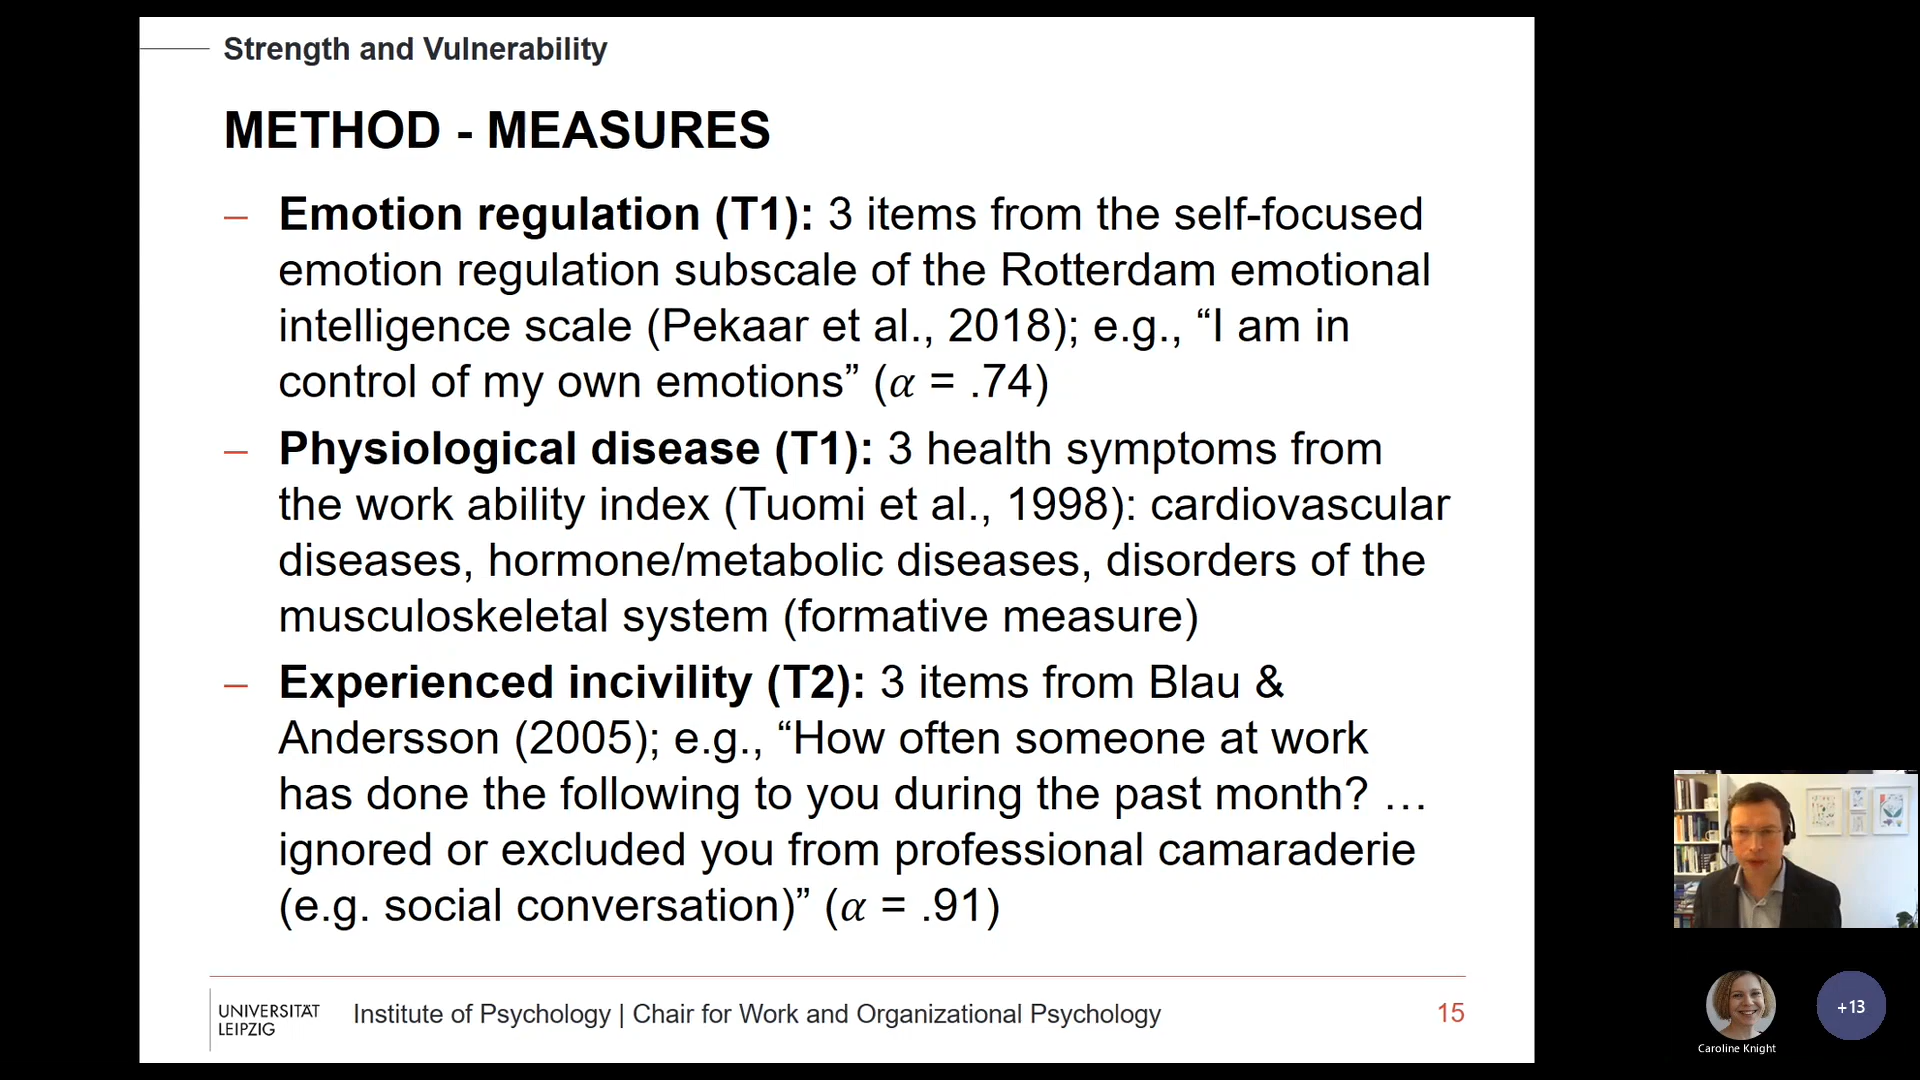 Strength and Vulnerability
METHOD - MEASURES
– Emotion regulation (T1): 3 items from the self-focused
emotion regulation subscale of the Rotterdam emotional
intelligence scale (Pekaar et al., 2018); e.g., “I am in
control of my own emotions” (α = .74)
– Physiological disease (T1): 3 health symptoms from
the work ability index (Tuomi et al., 1998): cardiovascular
diseases, hormone/metabolic diseases, disorders of the
musculoskeletal system (formative measure)
– Experienced incivility (T2): 3 items from Blau &
Andersson (2005); e.g., “How often someone at work
has done the following to you during the past month? …
ignored or excluded you from professional camaraderie
(e.g. social conversation)” (α = .91)
UNIVERSITÄT
LEIPZIG
Institute of Psychology | Chair for Work and Organizational Psychology
15
+13
Caroline Knight